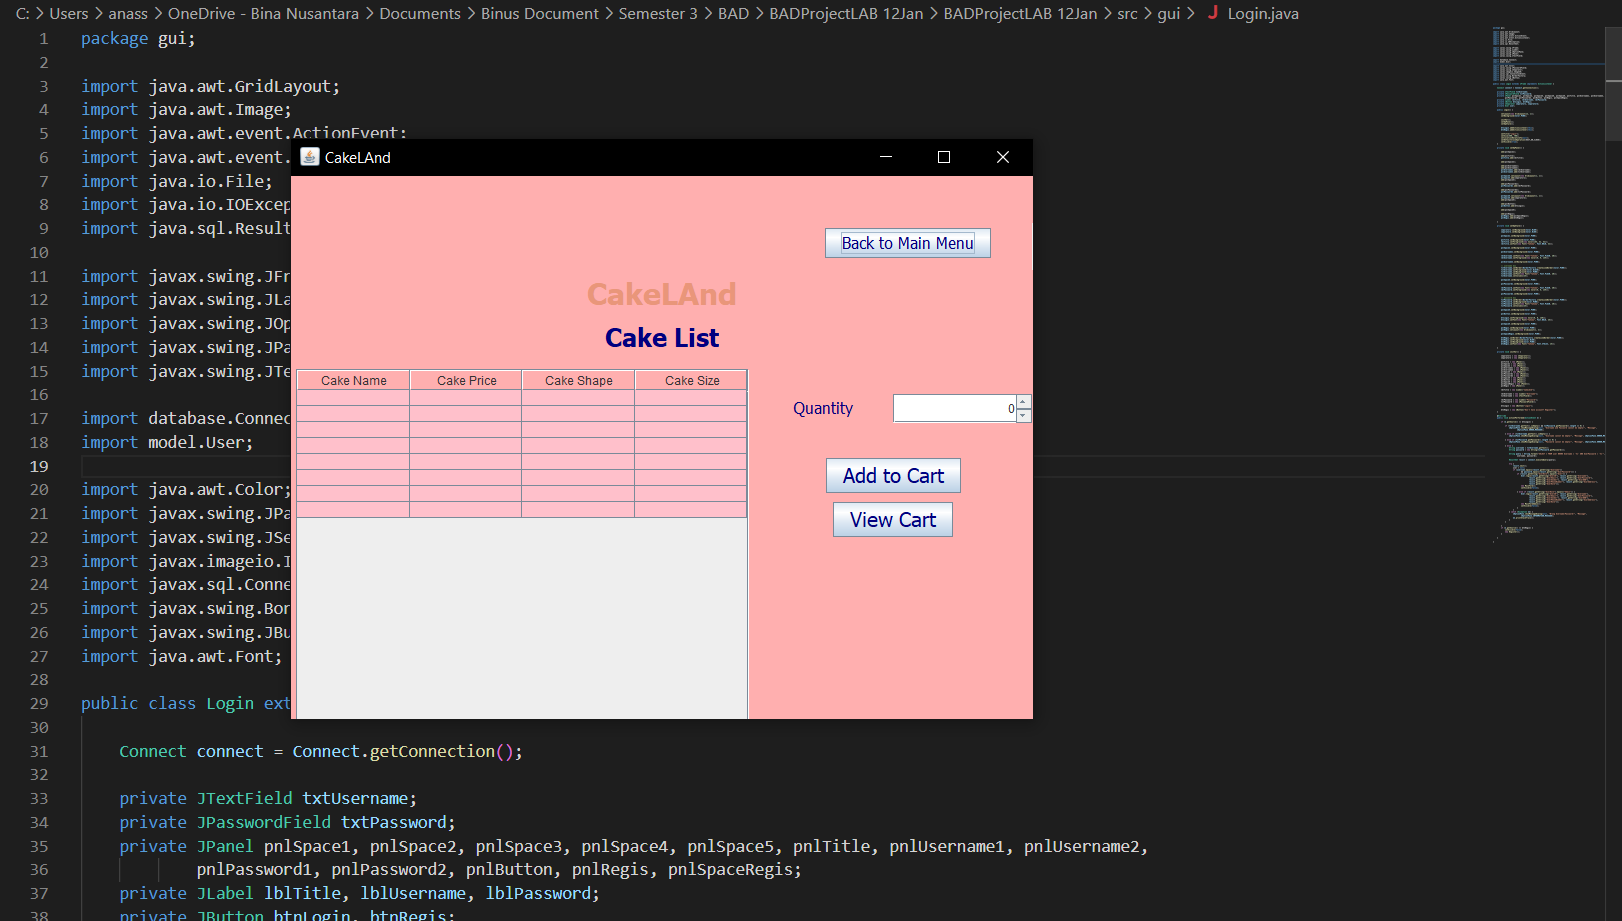 C: > Users > anass > OneDrive - Bina Nusantara > Documents > Binus Document > Semester 3 > BAD > BADProjectLAB 12Jan > BADProjectLAB 12Jan > src > gui > J Login.java
1 package gui;
2
3 import java.awt.GridLayout;
4 import java.awt.Image;
5 import java.awt.event.ActionEvent;
6 import java.awt.event.
7 import java.io.File;
8 import java.io.IOExcep
9 import java.sql.Result
10
11 import javax.swing.JFr
12 import javax.swing.JLa
13 import javax.swing.JOp
14 import javax.swing.JPa
15 import javax.swing.JTe
16
17 import database.Connec
18 import model.User;
19
20 import java.awt.Color;
21 import javax.swing.JPa
22 import javax.swing.JSe
23 import javax.imageio.I
24 import javax.sql.Conne
25 import javax.swing.Bor
26 import javax.swing.JBu
27 import java.awt.Font;
28
29 public class Login ext
30
31 Connect connect = Connect.getConnection();
32
33 private JTextField txtUsername;
34 private JPasswordField txtPassword;
35 private JPanel pnlSpace1, pnlSpace2, pnlSpace3, pnlSpace4, pnlSpace5, pnlTitle, pnlUsername1, pnlUsername2,
36 pnlPassword1, pnlPassword2, pnlButton, pnlRegis, pnlSpaceRegis;
37 private JLabel lblTitle, lblUsername, lblPassword;
38 private JButton btnLogin, btnRegis;
CakeLAnd
Back to Main Menu
CakeLAnd
Cake List
Cake Name Cake Price Cake Shape Cake Size
Quantity 0
Add to Cart
View Cart